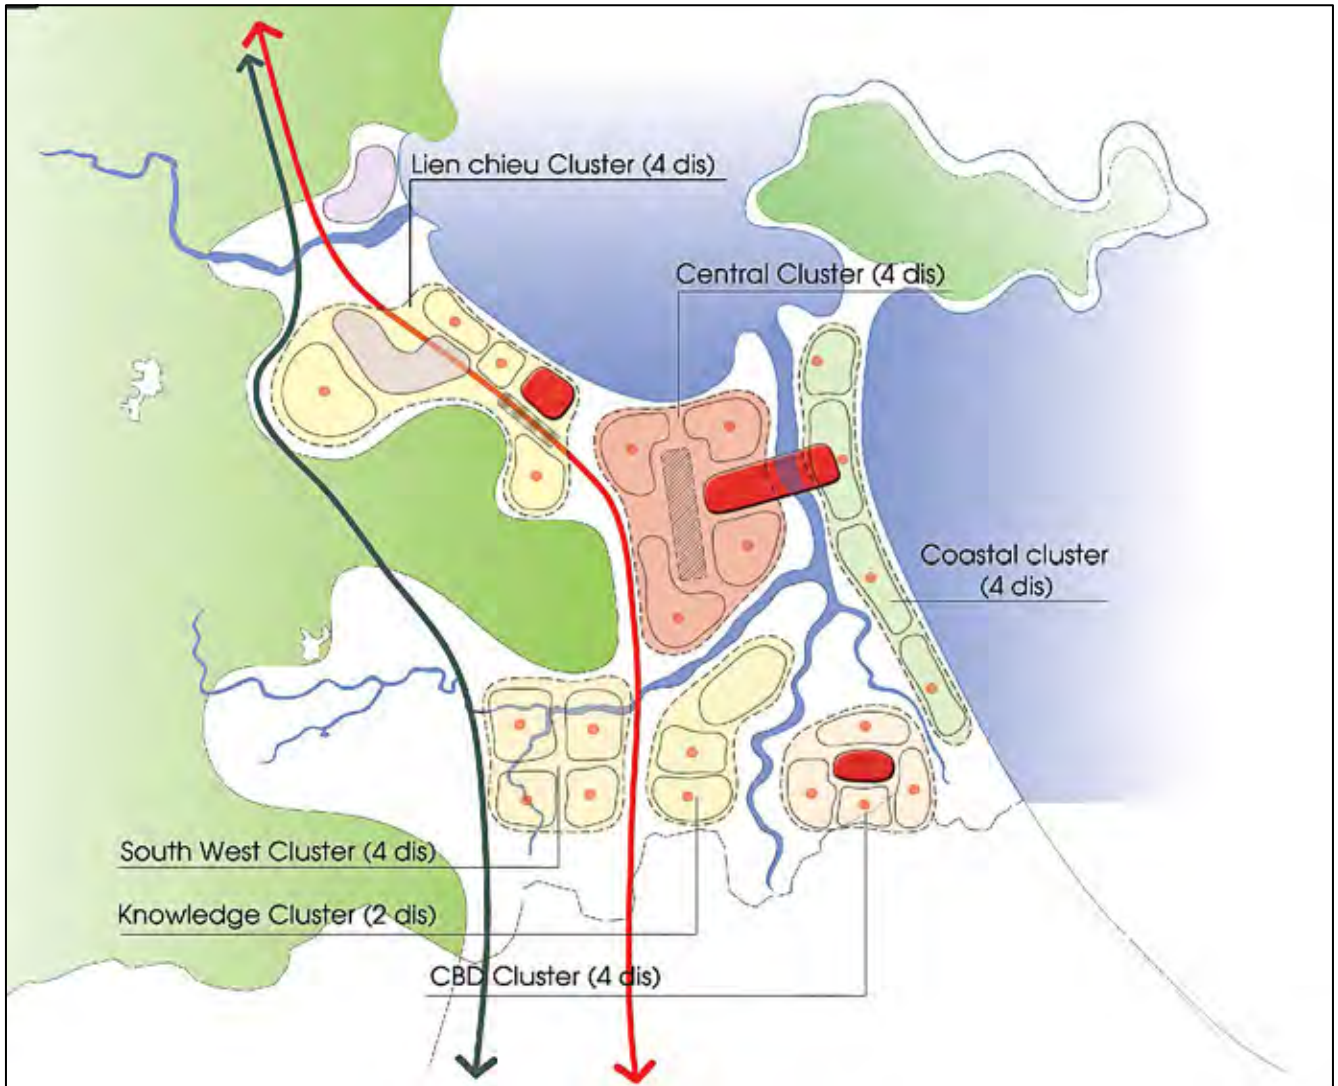 Lien chieu Cluster (4 dis)
Central Cluster (4 dis)
Coastal cluster
(4 dis)
South West Cluster (4 dis)
Knowledge Cluster (2 dis)
CBD Cluster (4 dis)